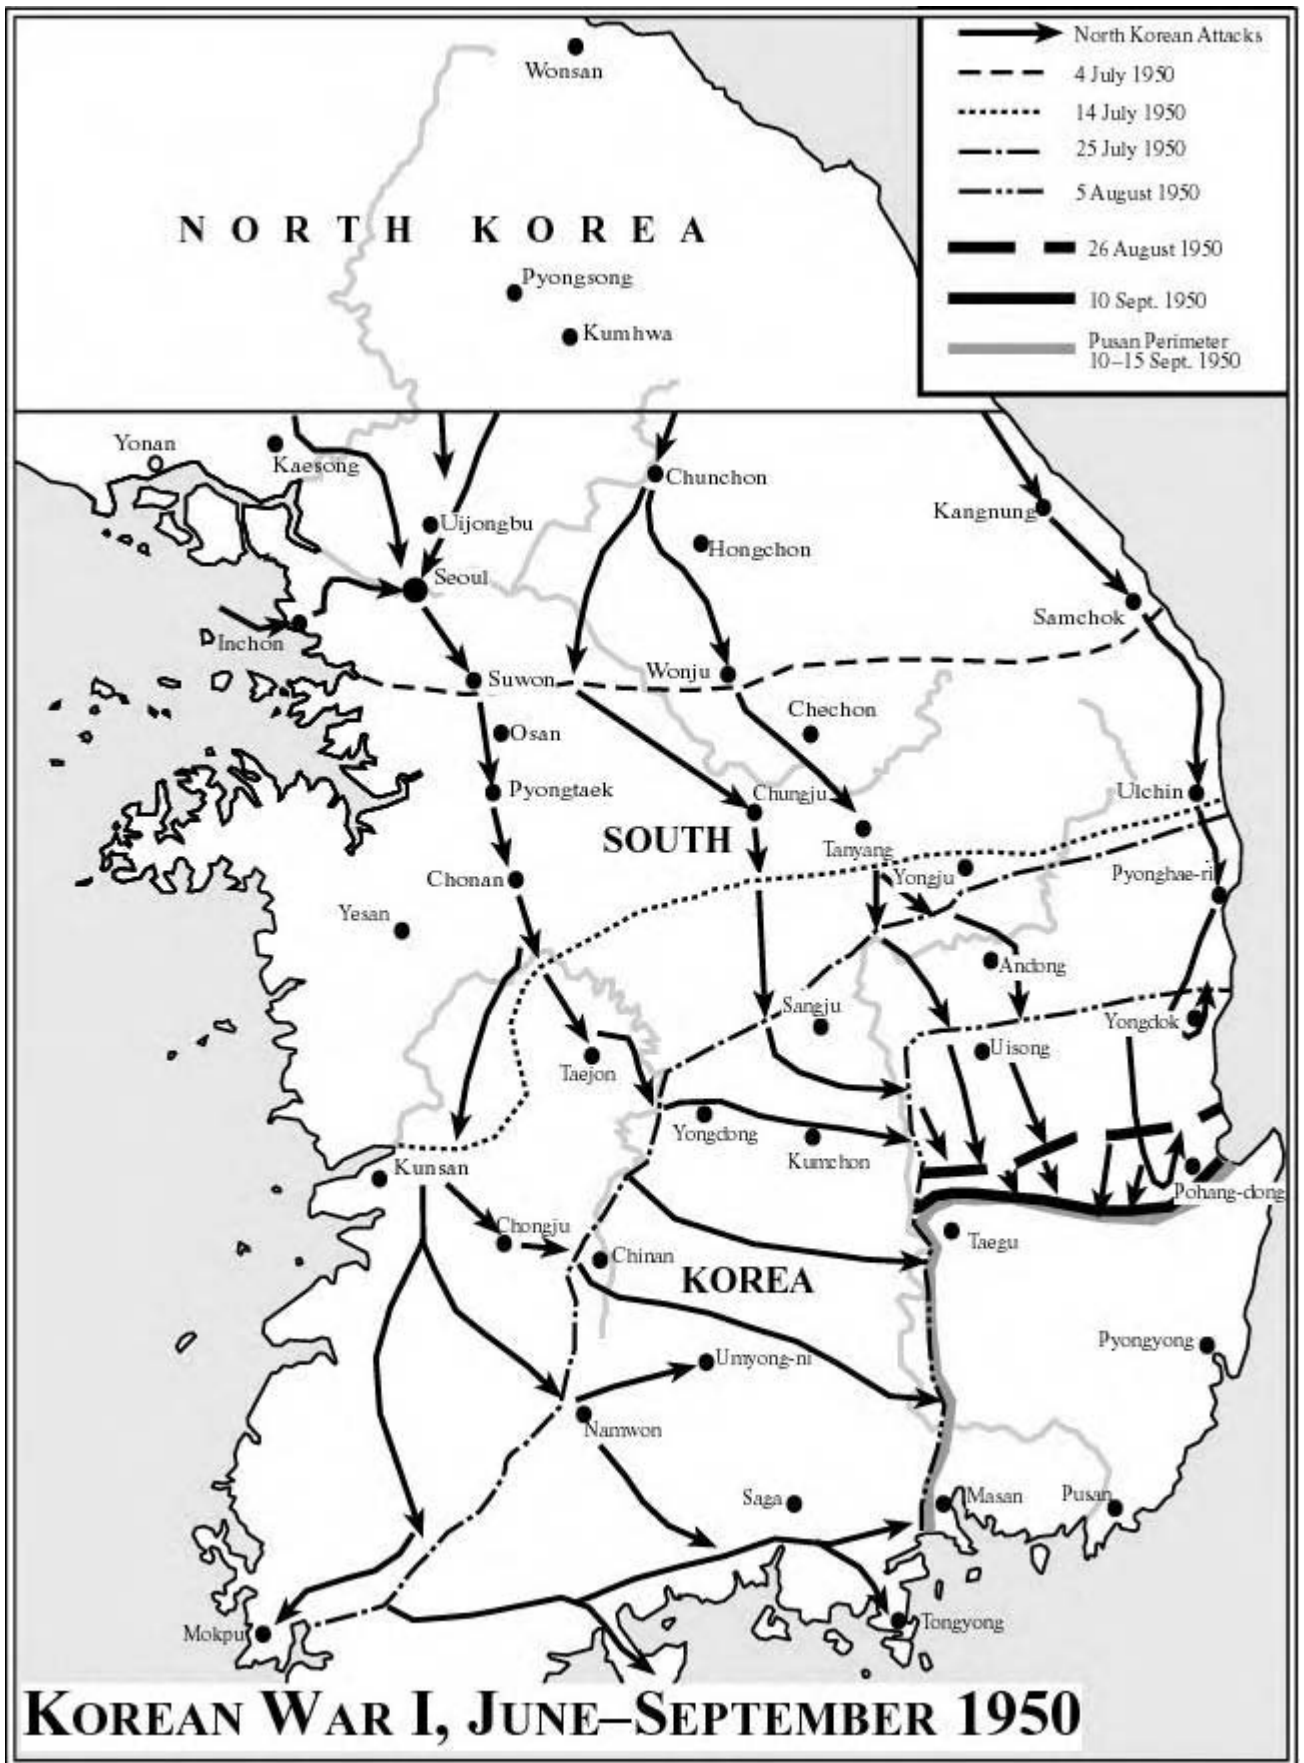 North Korean Attacks
4 July 1950
14 July 1950
25 July 1950
5 August 1950
26 August 1950
10 Sept. 1950
Pusan Perimeter
10–15 Sept. 1950
Wonsan
NORTH KOREA
Pyongsong
Kumhwa
Yonan
Kaesong
Chunchon
Kangnung
Uijongbu
Hongchon
Seoul
Samchok
Inchon
Suwon
Wonju
Chechon
Osan
Pyongtaek
Chungju
Ulchin
SOUTH
Tanyang
Chonan
Yongju
Pyonghae-ri
Yesan
Andong
Sangju
Yongdok
Uisong
Taejon
Yongdong
Kumchon
Kunsan
Pohang-dong
Chongju
Taegu
Chinan
KOREA
Pyongyong
Umyong-ni
Namwon
Saga
Masan
Pusan
Mokpu
Tongyong
KOREAN WAR I, JUNE–SEPTEMBER 1950